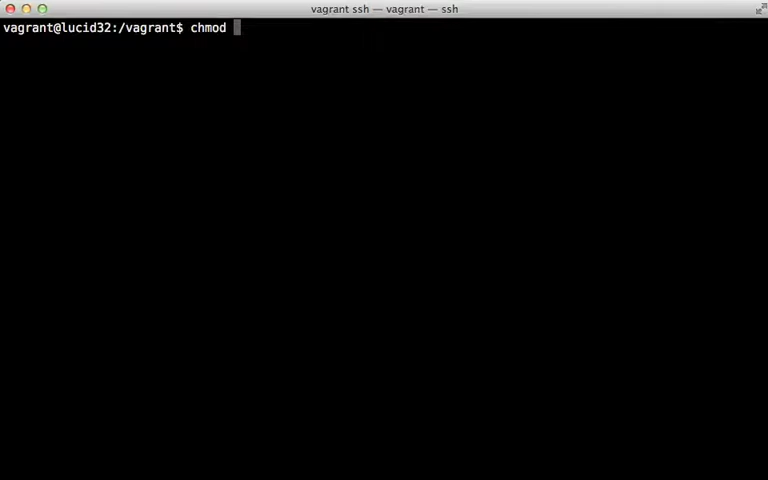 vagrant ssh — vagrant — ssh
vagrant@lucid32:/vagrant$ chmod